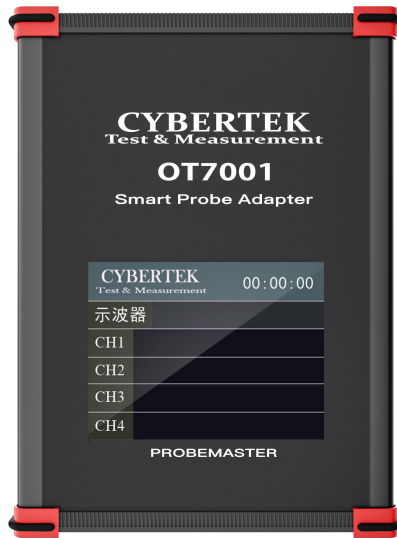 CYBERTEK
Test & Measurement
OT7001
Smart Probe Adapter
CYBERTEK
Test & Measurement
00:00:00
示波器
CH1
CH2
CH3
CH4
PROBEMASTER